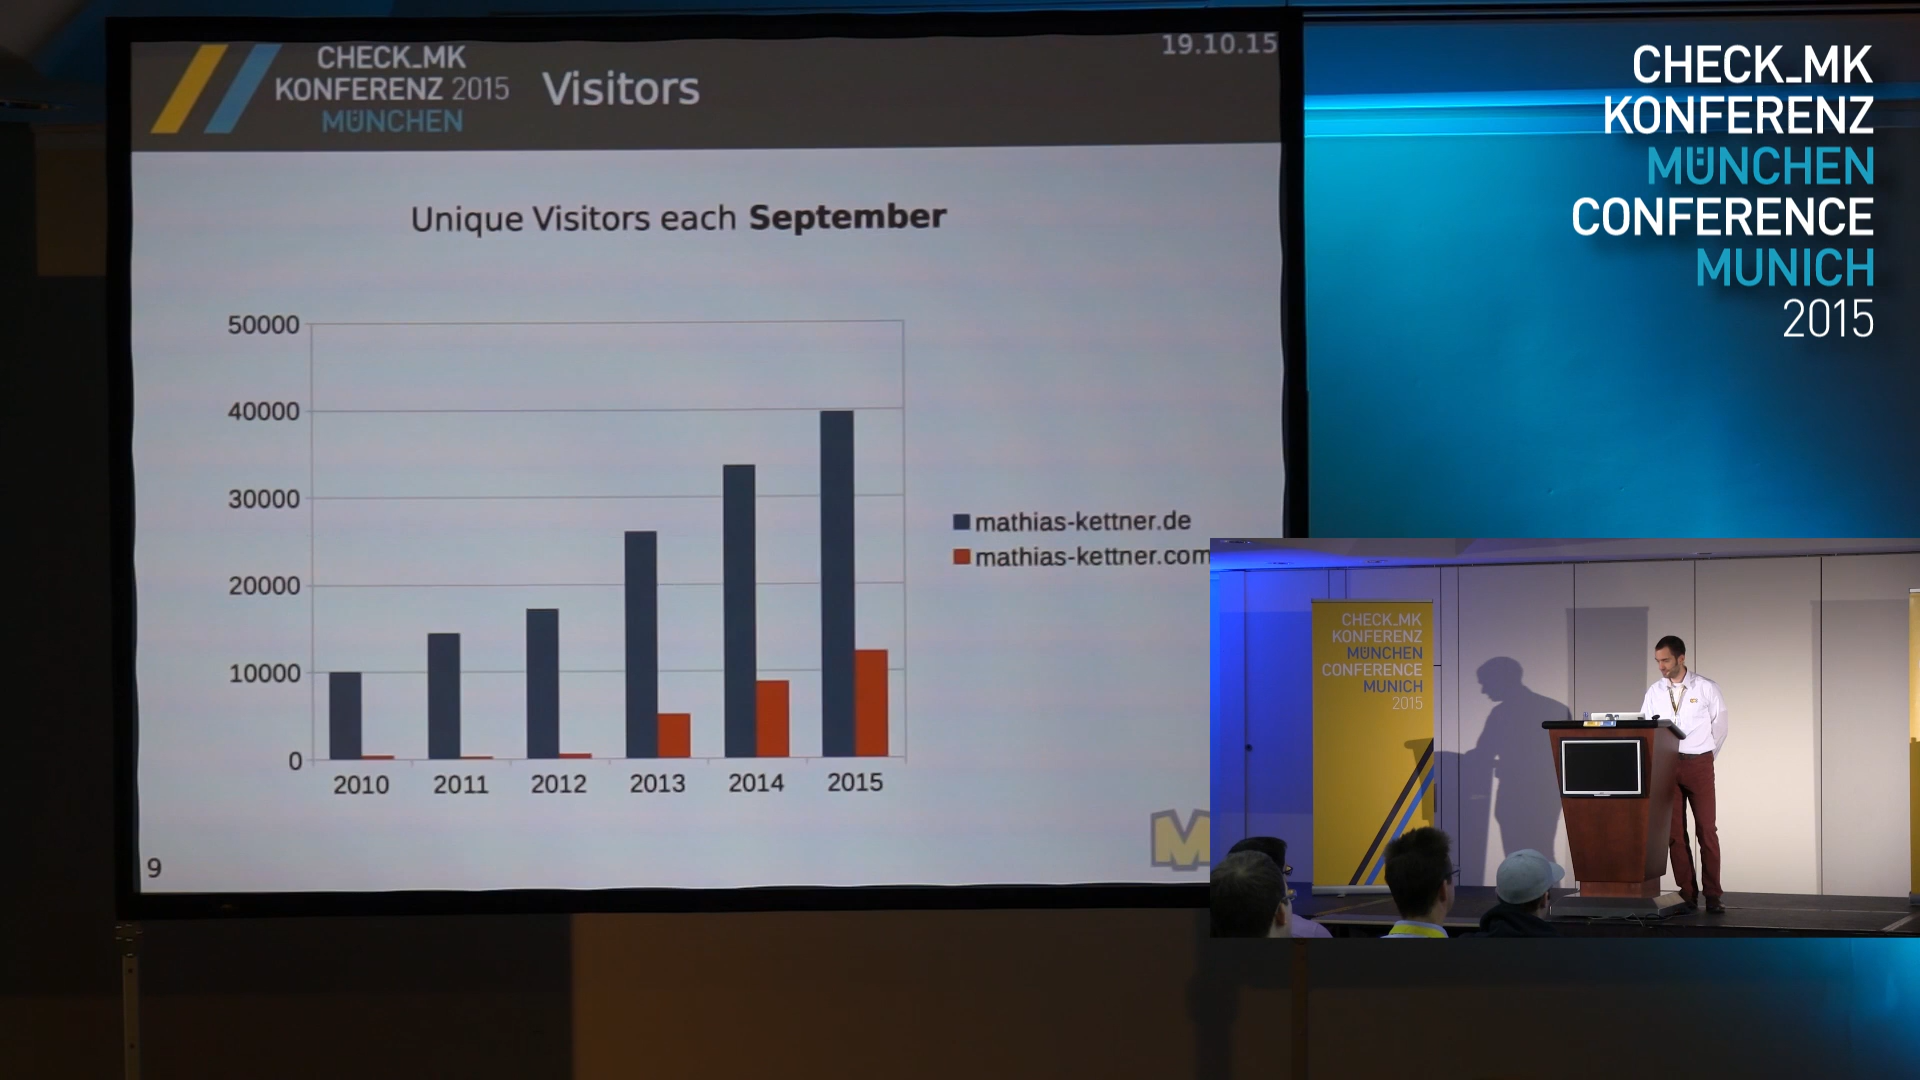 CHECK_MK
KONFERENZ 2015
MÜNCHEN
Visitors
19.10.15
Unique Visitors each September
50000
40000
30000
20000
10000
0
2010 2011 2012 2013 2014 2015
mathias-kettner.de
mathias-kettner.com
9
M
CHECK_MK
KONFERENZ
MÜNCHEN
CONFERENCE
MUNICH
2015
CHECK_MK
KONFERENZ
MÜNCHEN
CONFERENCE
MUNICH
2015